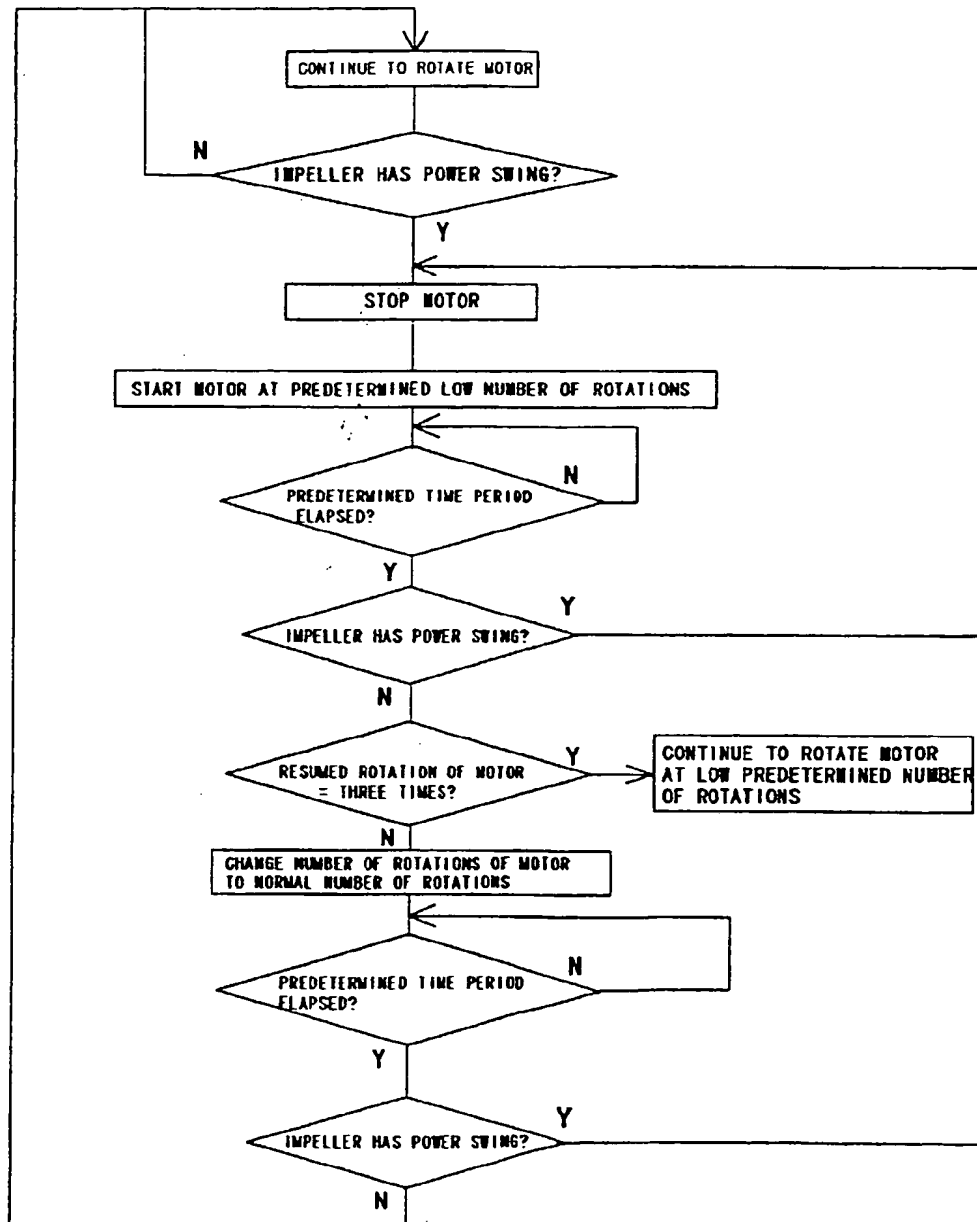 CONTINUE TO ROTATE MOTOR
N
IMPELLER HAS POWER SWING?
Y
STOP MOTOR
START MOTOR AT PREDETERMINED LOW NUMBER OF ROTATIONS
N
PREDETERMINED TIME PERIOD
ELAPSED?
Y
Y
IMPELLER HAS POWER SWING?
N
Y
RESUMED ROTATION OF MOTOR
= THREE TIMES?
CONTINUE TO ROTATE MOTOR
AT LOW PREDETERMINED NUMBER
OF ROTATIONS
N
CHANGE NUMBER OF ROTATIONS OF MOTOR
TO NORMAL NUMBER OF ROTATIONS
N
PREDETERMINED TIME PERIOD
ELAPSED?
Y
Y
IMPELLER HAS POWER SWING?
N